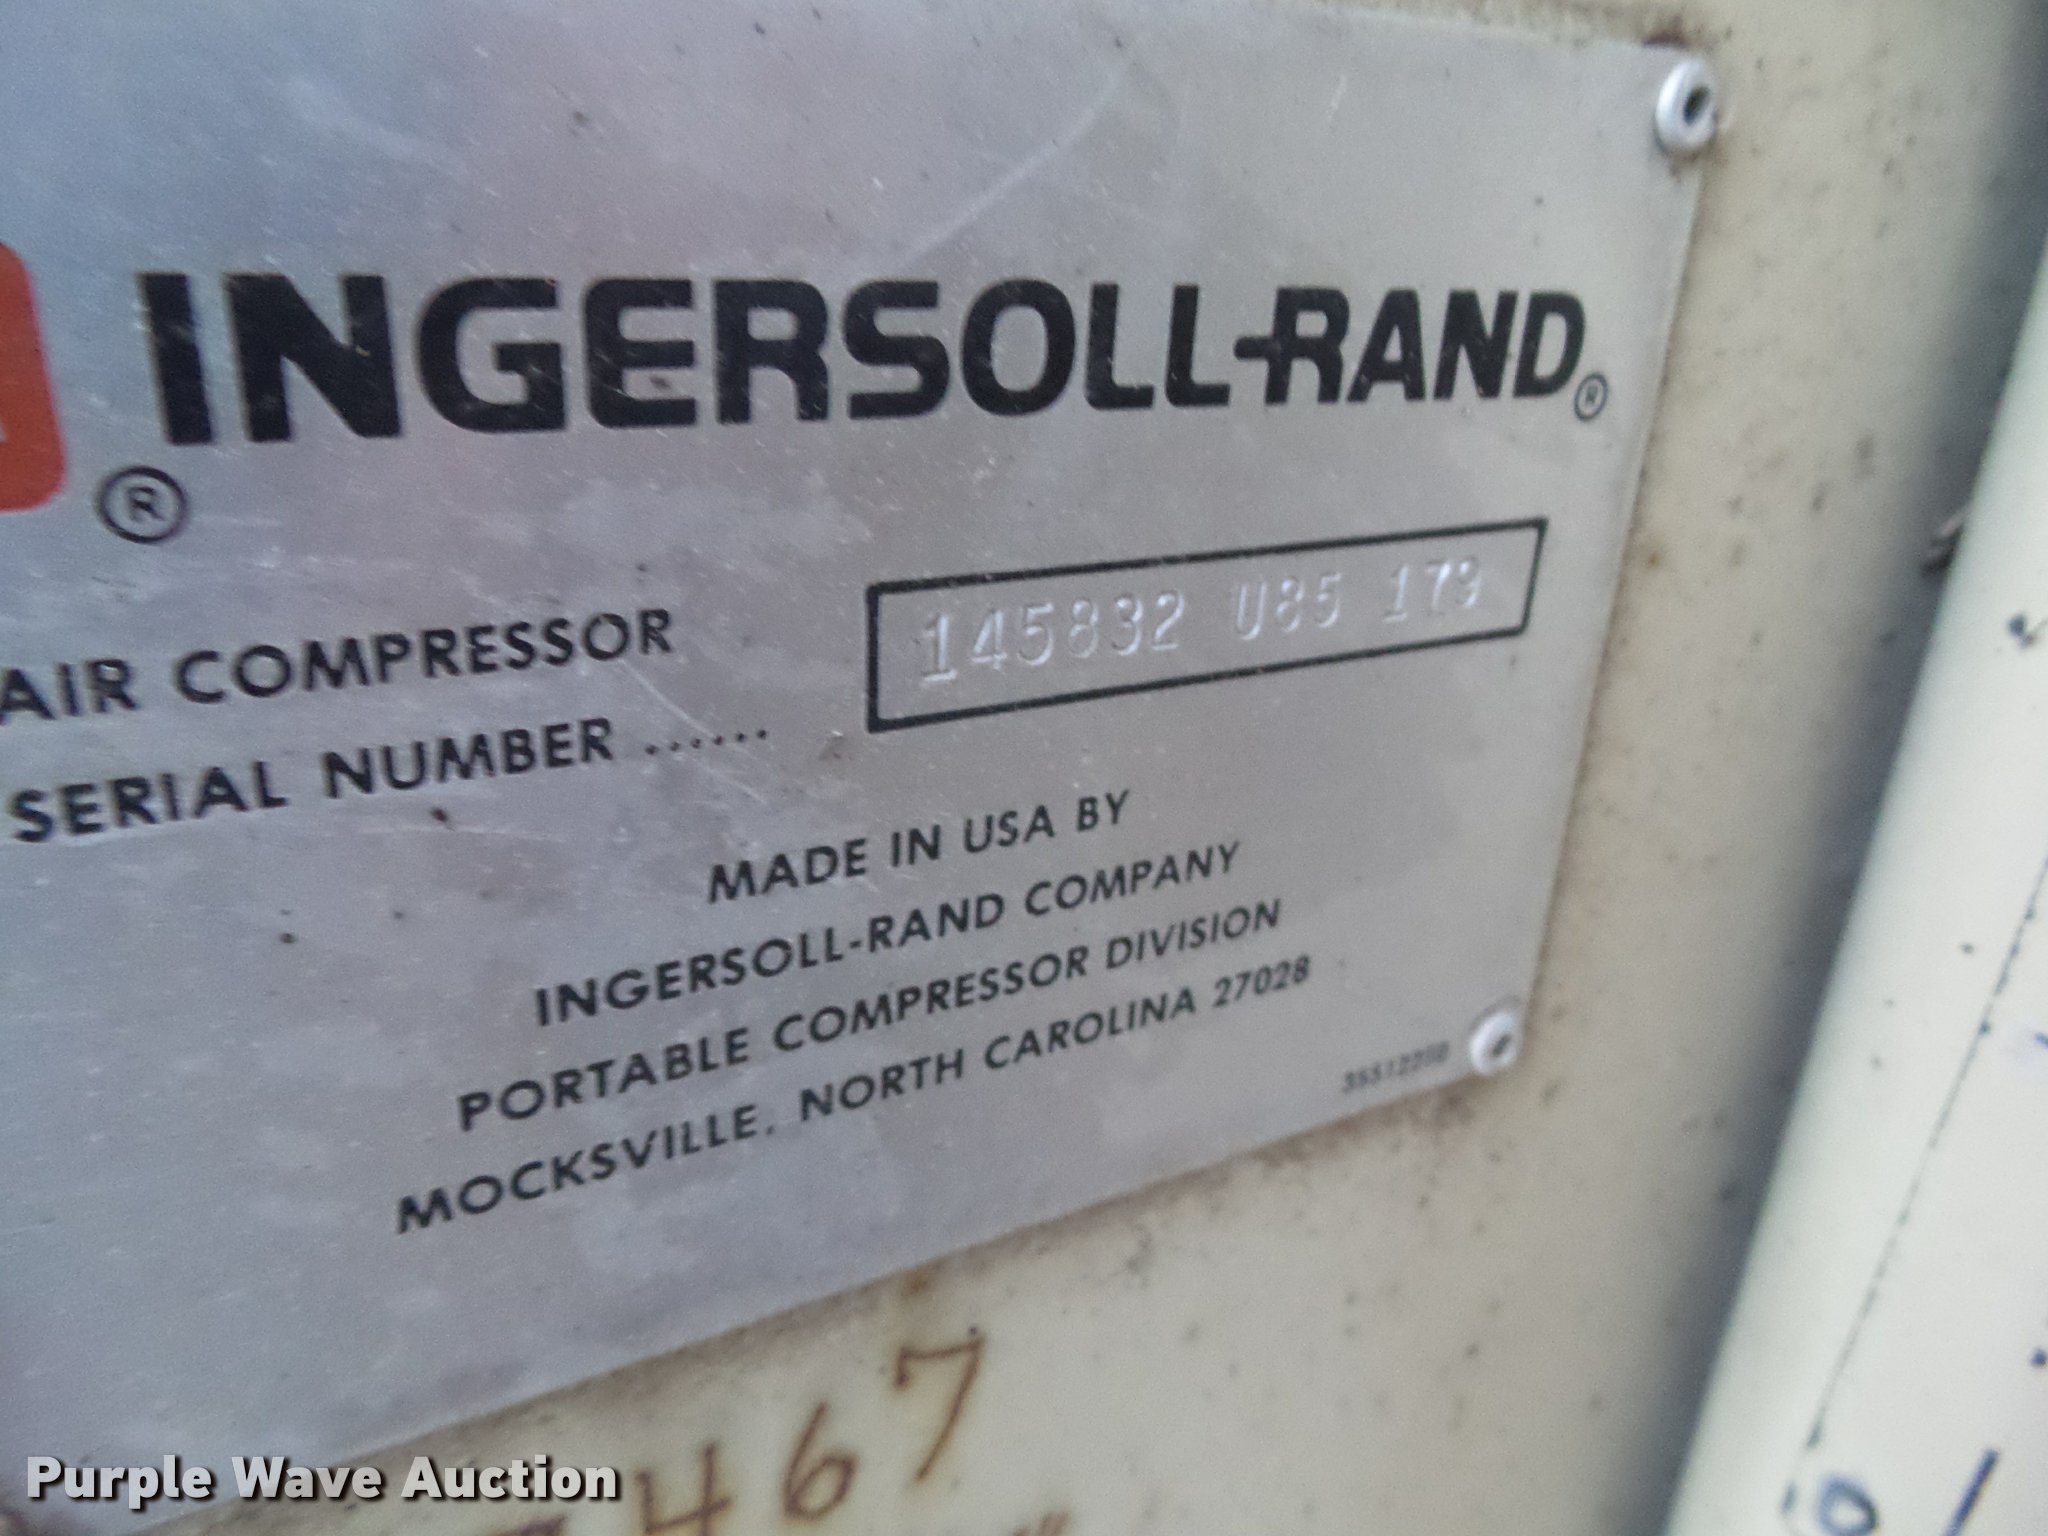 ® INGERSOLL-RAND®
AIR COMPRESSOR
SERIAL NUMBER ......
145832 U85 179
MADE IN USA BY
INGERSOLL-RAND COMPANY
PORTABLE COMPRESSOR DIVISION
MOCKSVILLE, NORTH CAROLINA 27028
467
Purple Wave Auction